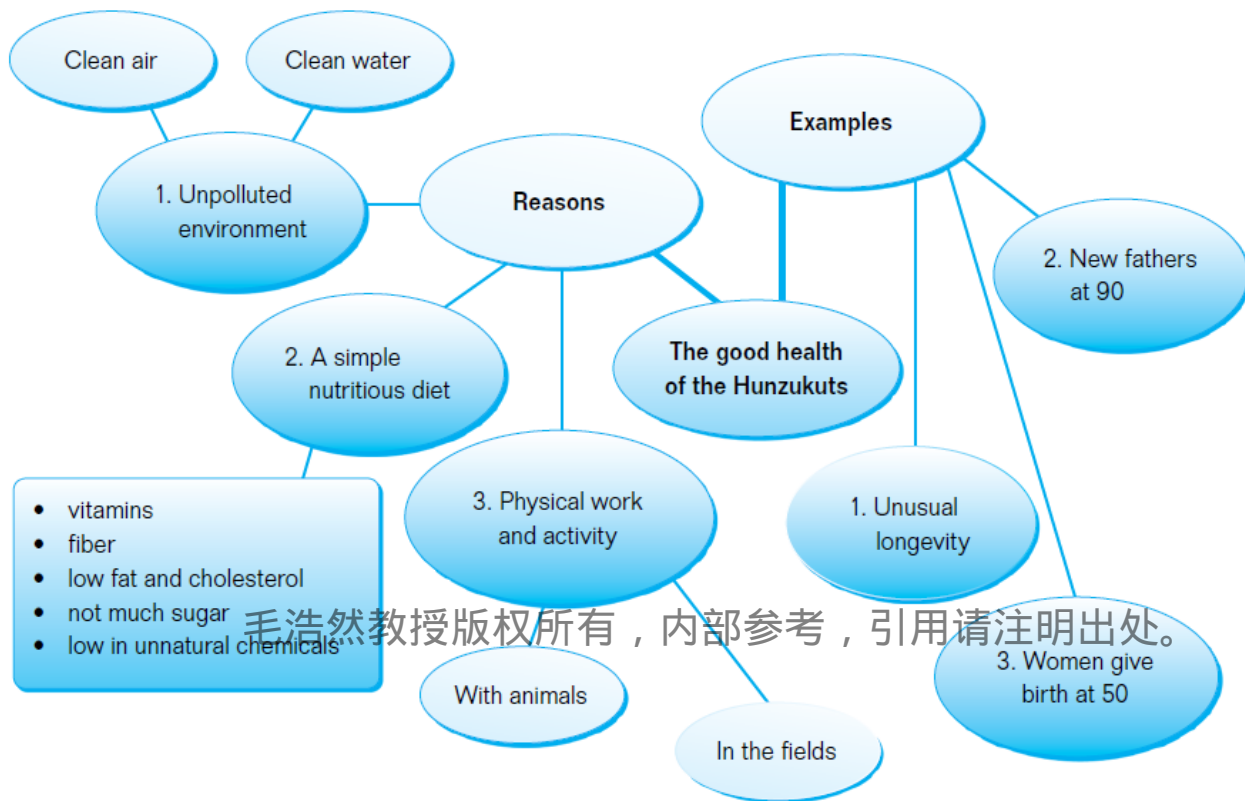 Clean air
Clean water
1. Unpolluted
environment
Reasons
Examples
2. New fathers
at 90
2. A simple
nutritious diet
The good health
of the Hunzukuts
• vitamins
• fiber
• low fat and cholesterol
• not much sugar
• low in unnatural chemicals
3. Physical work
and activity
1. Unusual
longevity
毛浩然教授版权所有，内部参考，引用请注明出处。
With animals
In the fields
3. Women give
birth at 50